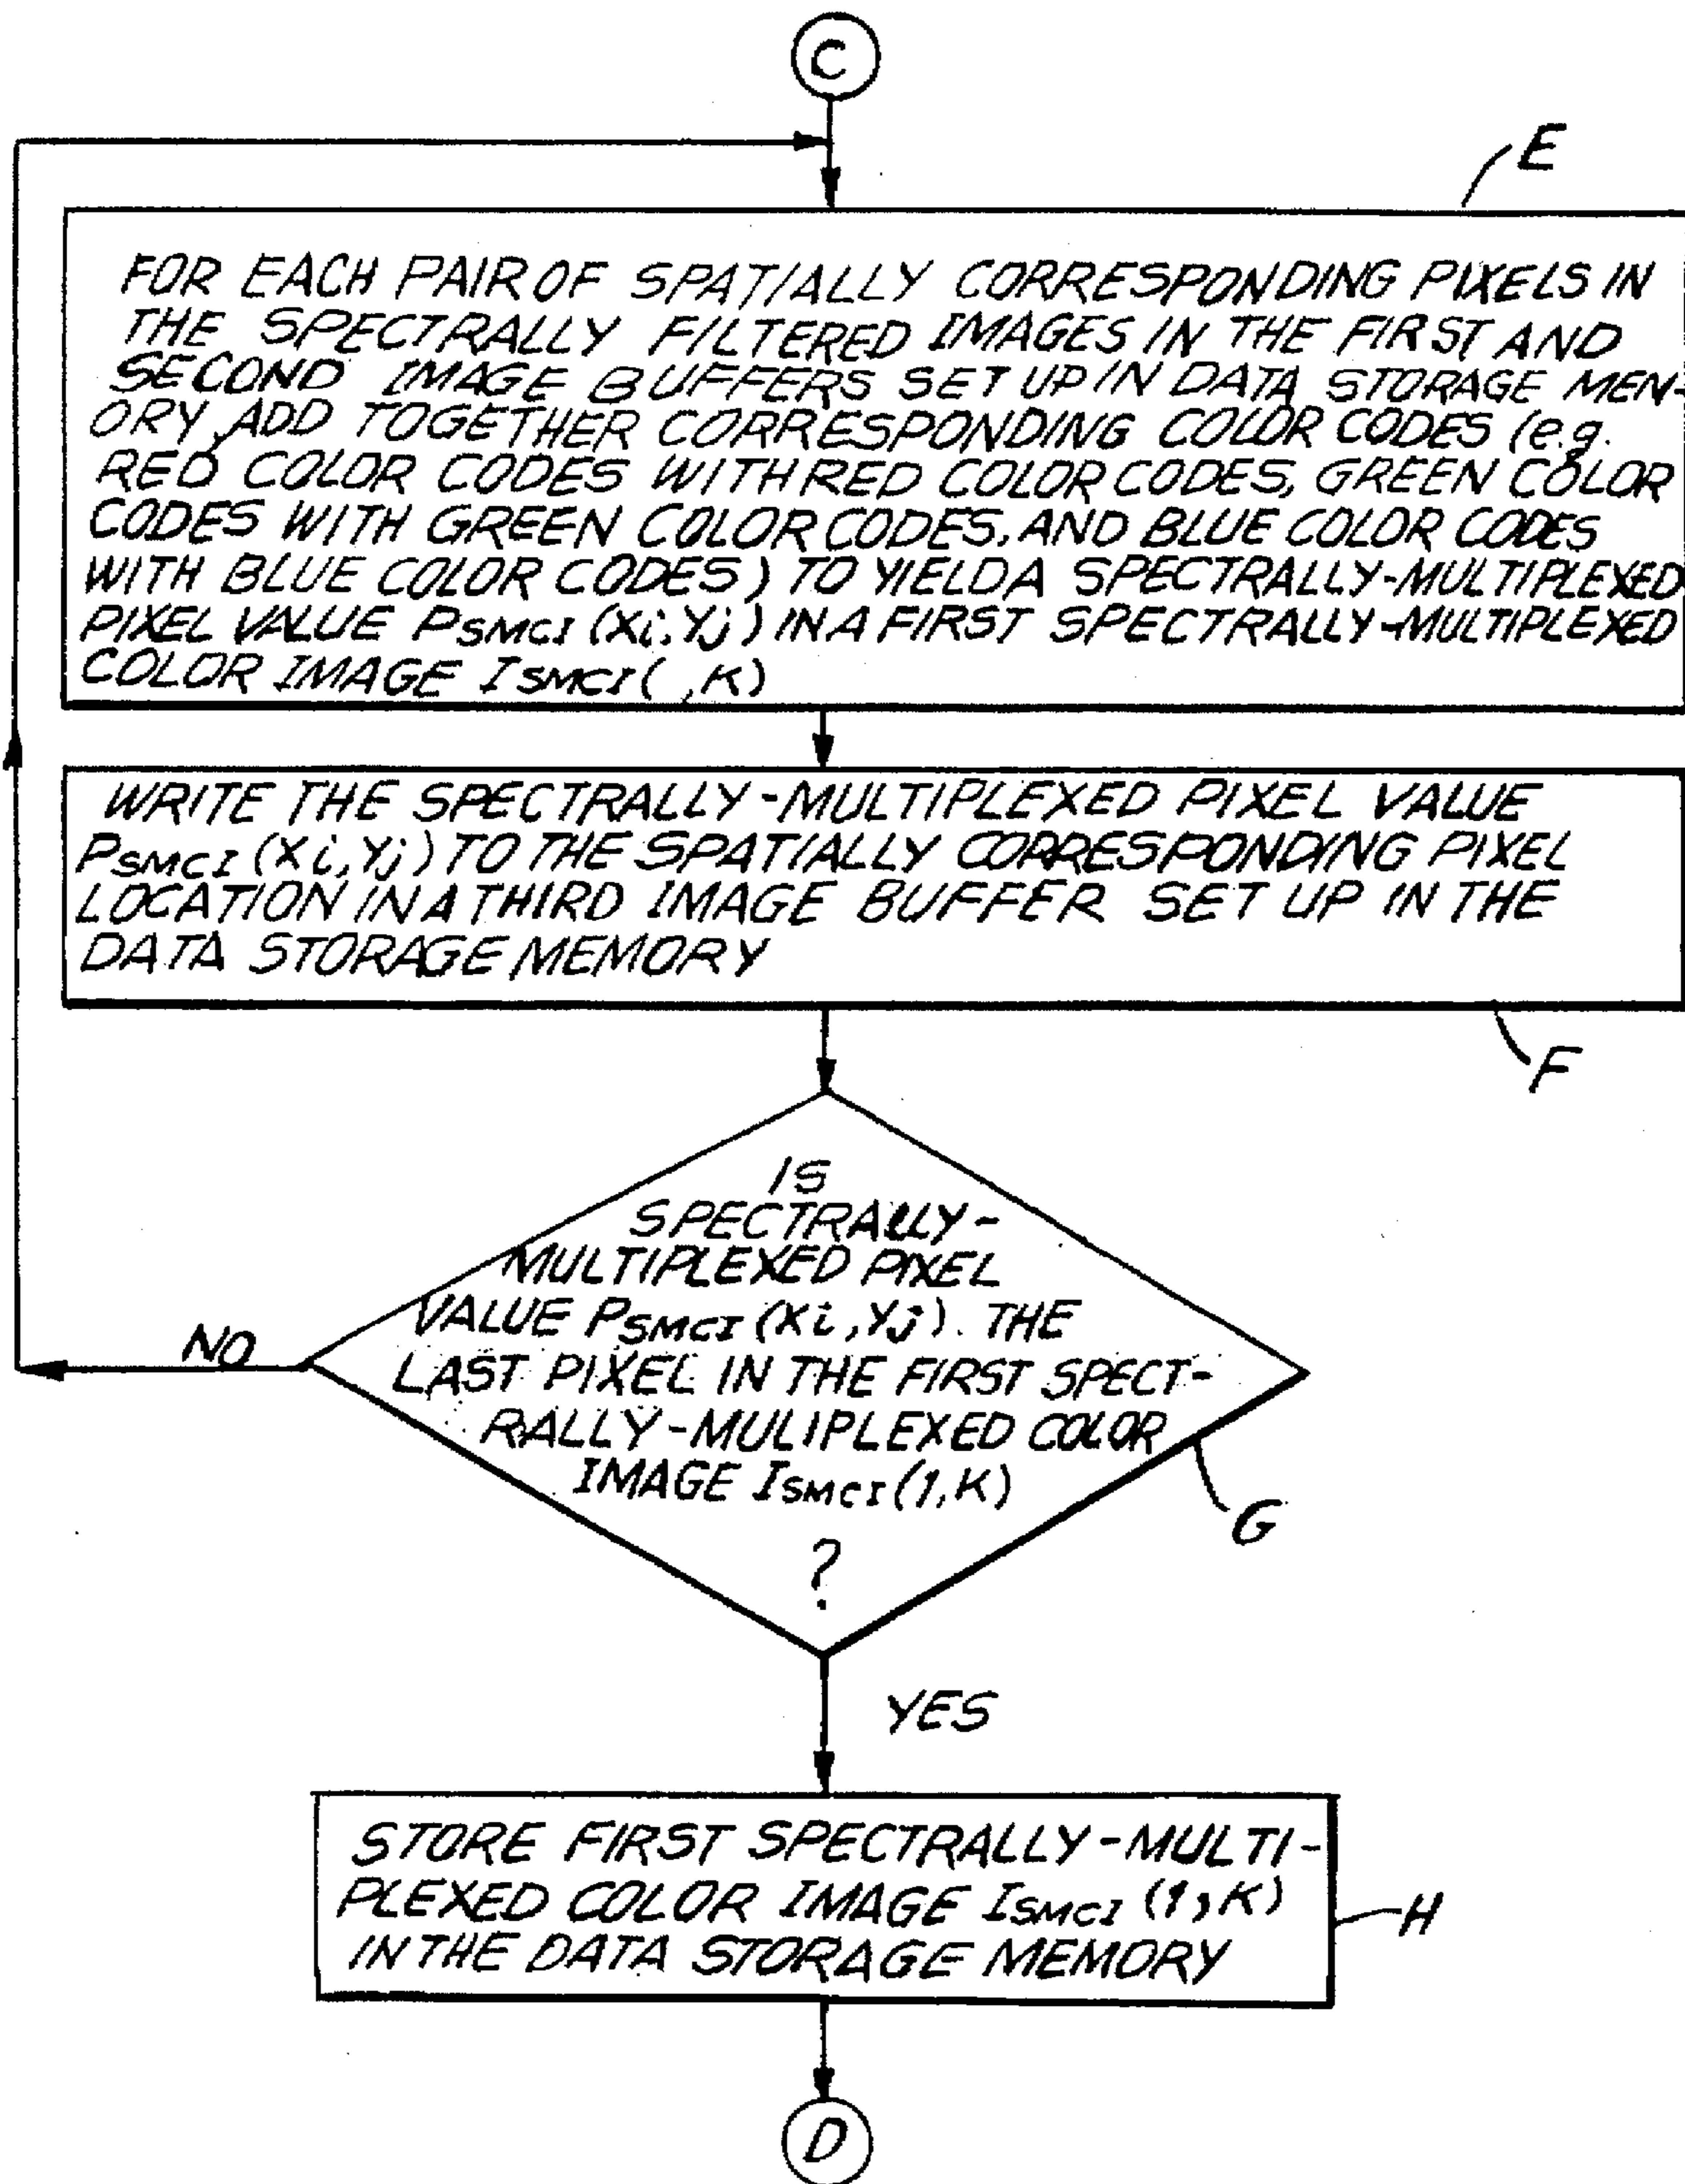 C
E
FOR EACH PAIR OF SPATIALLY CORRESPONDING PIXELS IN
THE SPECTRALLY FILTERED IMAGES IN THE FIRST AND
SECOND IMAGE BUFFERS SET UP IN DATA STORAGE MEN-
ORY, ADD TOGETHER CORRESPONDING COLOR CODES (e.g.
RED COLOR CODES WITH RED COLOR CODES, GREEN COLOR
CODES WITH GREEN COLOR CODES, AND BLUE COLOR CODES
WITH BLUE COLOR CODES) TO YIELD A SPECTRALLY-MULTIPLEXED
PIXEL VALUE PSMCI (Xi, Yj) IN A FIRST SPECTRALLY-MULTIPLEXED
COLOR IMAGE ISMCI ( ,K)
WRITE THE SPECTRALLY-MULTIPLEXED PIXEL VALUE
PSMCI (Xi, Yj) TO THE SPATIALLY CORRESPONDING PIXEL
LOCATION IN A THIRD IMAGE BUFFER SET UP IN THE
DATA STORAGE MEMORY
F
IS
SPECTRALLY-
MULTIPLEXED PIXEL
VALUE PSMCI (Xi, Yj). THE
LAST PIXEL IN THE FIRST SPECT-
RALLY-MULIPLEXED COLOR
IMAGE ISMCI (1,K)
?
NO
G
YES
STORE FIRST SPECTRALLY-MULTI-
PLEXED COLOR IMAGE ISMCI (1,K)
IN THE DATA STORAGE MEMORY
H
D